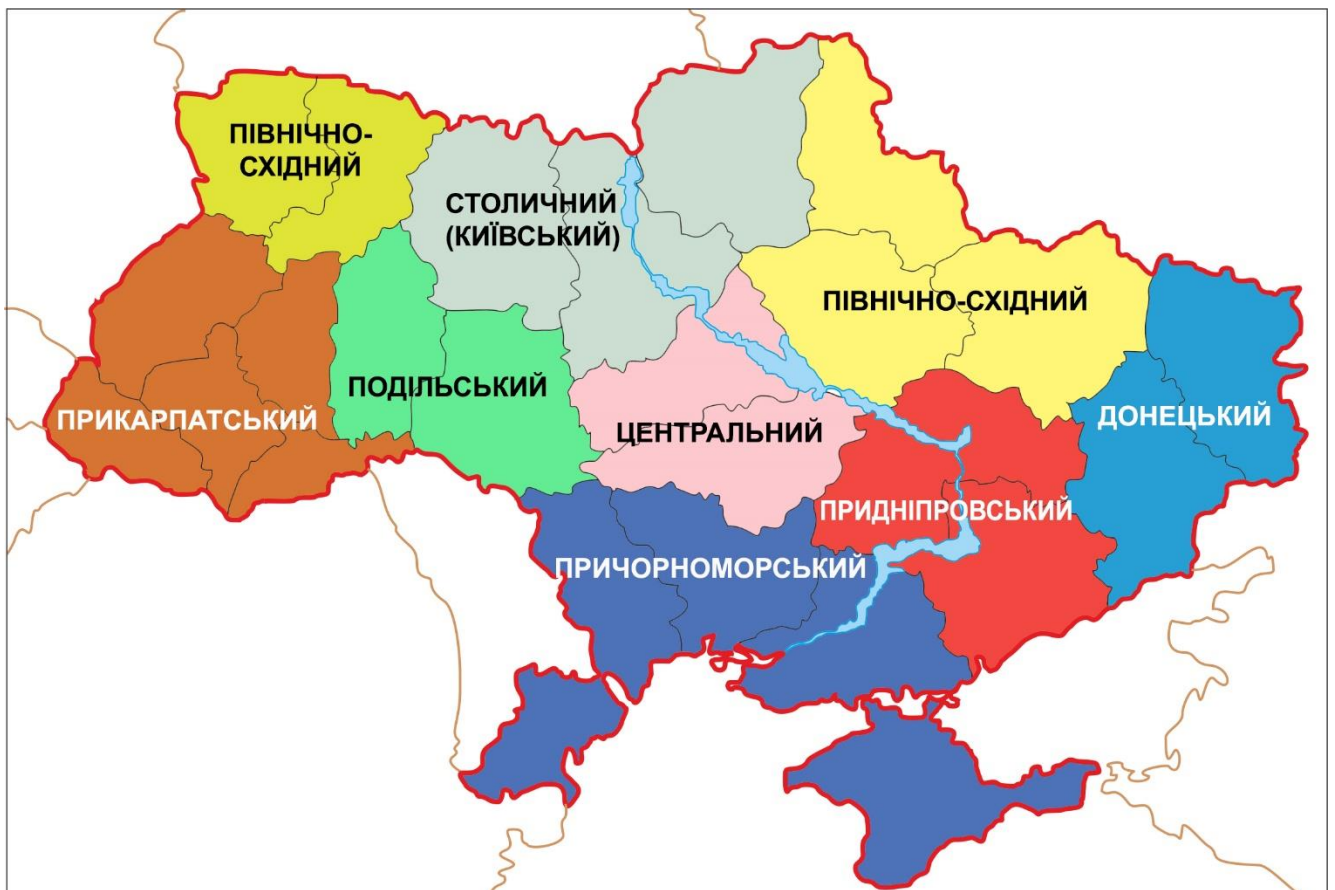 ПІВНІЧНО-
СХІДНИЙ
СТОЛИЧНИЙ
(КИЇВСЬКИЙ)
ПІВНІЧНО-СХІДНИЙ
ПОДІЛЬСЬКИЙ
ПРИКАРПАТСЬКИЙ
ДОНЕЦЬКИЙ
ЦЕНТРАЛЬНИЙ
ПРИДНІПРОВСЬКИЙ
ПРИЧОРНОМОРСЬКИЙ